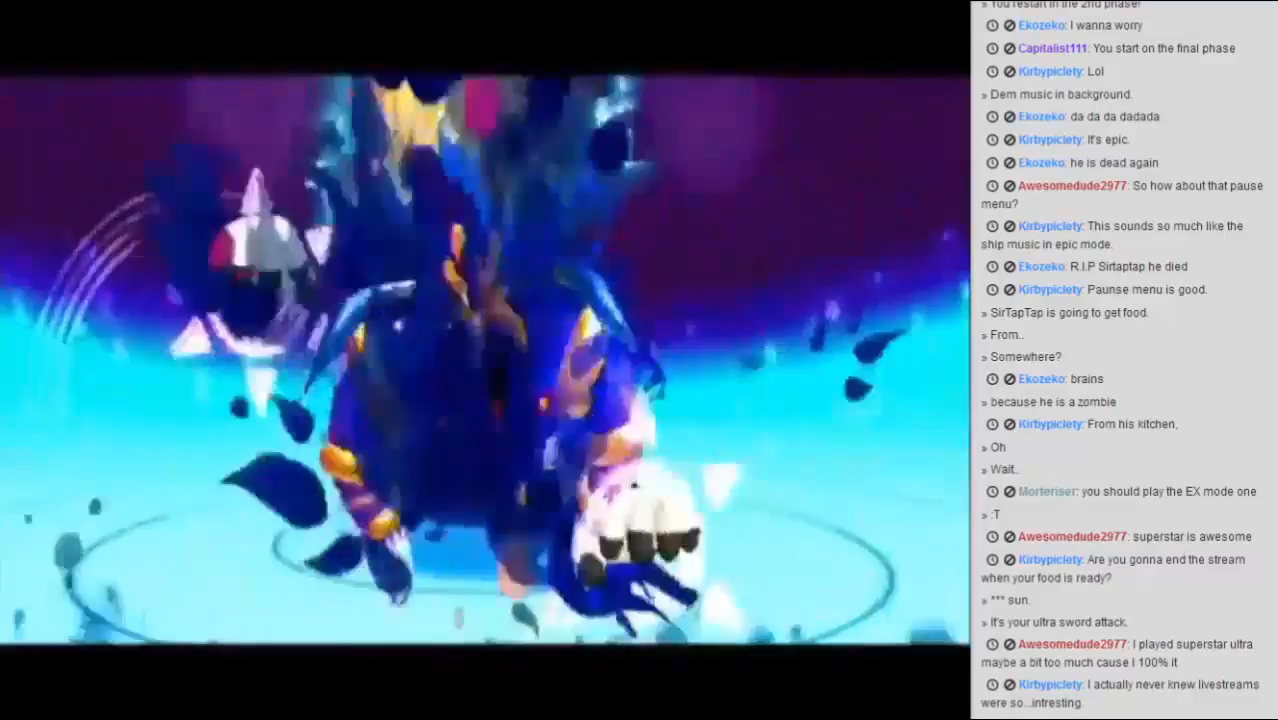 » You restart in the 2nd phase!
Ekozeko: I wanna worry
Capitalist111: You start on the final phase
Kirbypiclety: Lol
» Dem music in background.
Ekozeko: da da da dadada
Kirbypiclety: It's epic.
Ekozeko: he is dead again
Awesomedude2977: So how about that pause
menu?
Kirbypiclety: This sounds so much like the
ship music in epic mode.
Ekozeko: R.I.P Sirtaptap he died
Kirbypiclety: Paunse menu is good.
» SirTapTap is going to get food.
» From..
» Somewhere?
Ekozeko: brains
» because he is a zombie
Kirbypiclety: From his kitchen,
» Oh
» Wait..
Morteriser: you should play the EX mode one
» :T
Awesomedude2977: superstar is awesome
Kirbypiclety: Are you gonna end the stream
when your food is ready?
» *** sun.
» It's your ultra sword attack.
Awesomedude2977: I played superstar ultra
maybe a bit too much cause I 100% it
Kirbypiclety: I actually never knew livestreams
were so...intresting.